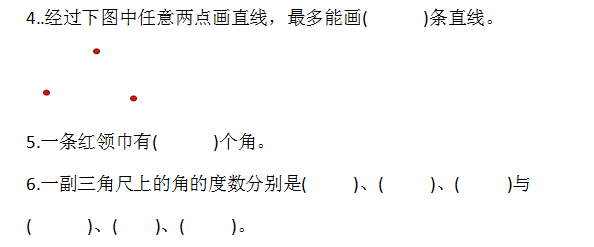 4..经过下图中任意两点画直线，最多能画(　　　)条直线。
5.一条红领巾有(　　　)个角。
6.一副三角尺上的角的度数分别是(　　　)、(　　　)、(　　　)与
(　　　)、(　　)、(　　　)。